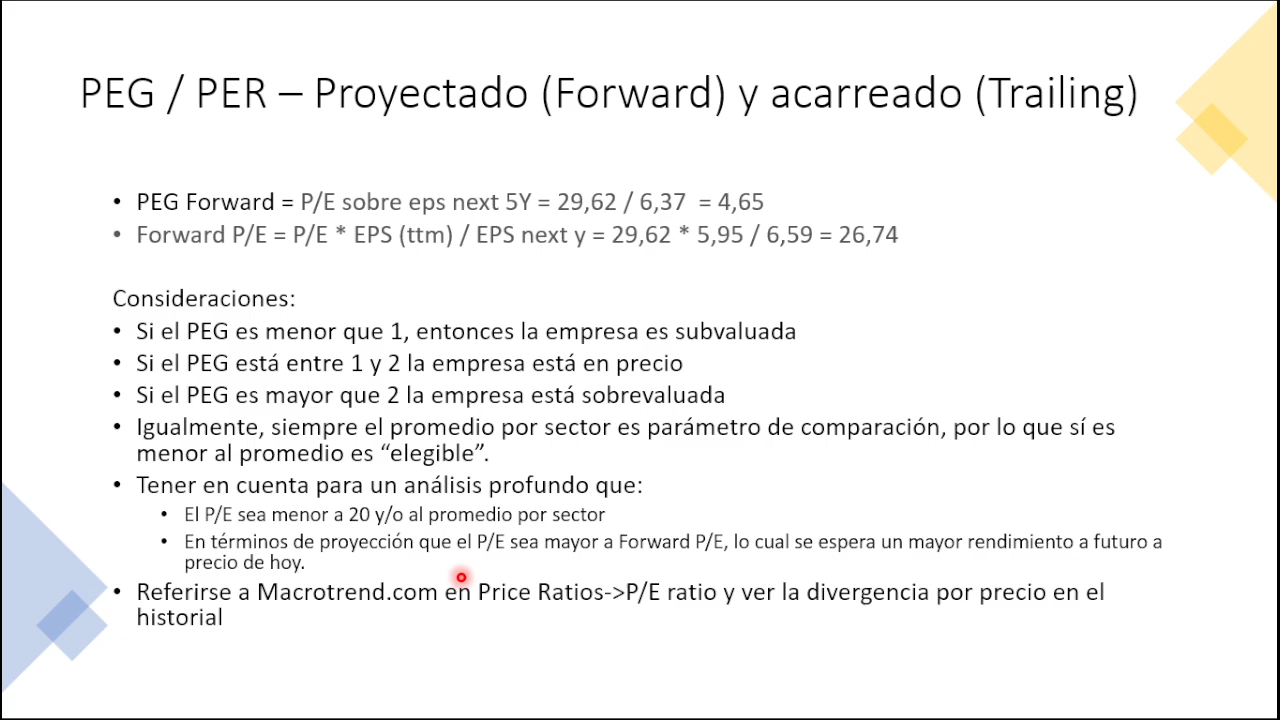 PEG / PER – Proyectado (Forward) y acarreado (Trailing)
• PEG Forward = P/E sobre eps next 5Y = 29,62 / 6,37 = 4,65
• Forward P/E = P/E * EPS (ttm) / EPS next y = 29,62 * 5,95 / 6,59 = 26,74
Consideraciones:
• Si el PEG es menor que 1, entonces la empresa es subvaluada
• Si el PEG está entre 1 y 2 la empresa está en precio
• Si el PEG es mayor que 2 la empresa está sobrevaluada
• Igualmente, siempre el promedio por sector es parámetro de comparación, por lo que sí es
menor al promedio es “elegible”.
• Tener en cuenta para un análisis profundo que:
• El P/E sea menor a 20 y/o al promedio por sector
• En términos de proyección que el P/E sea mayor a Forward P/E, lo cual se espera un mayor rendimiento a futuro a
precio de hoy.
• Referirse a Macrotrend.com en Price Ratios->P/E ratio y ver la divergencia por precio en el
historial